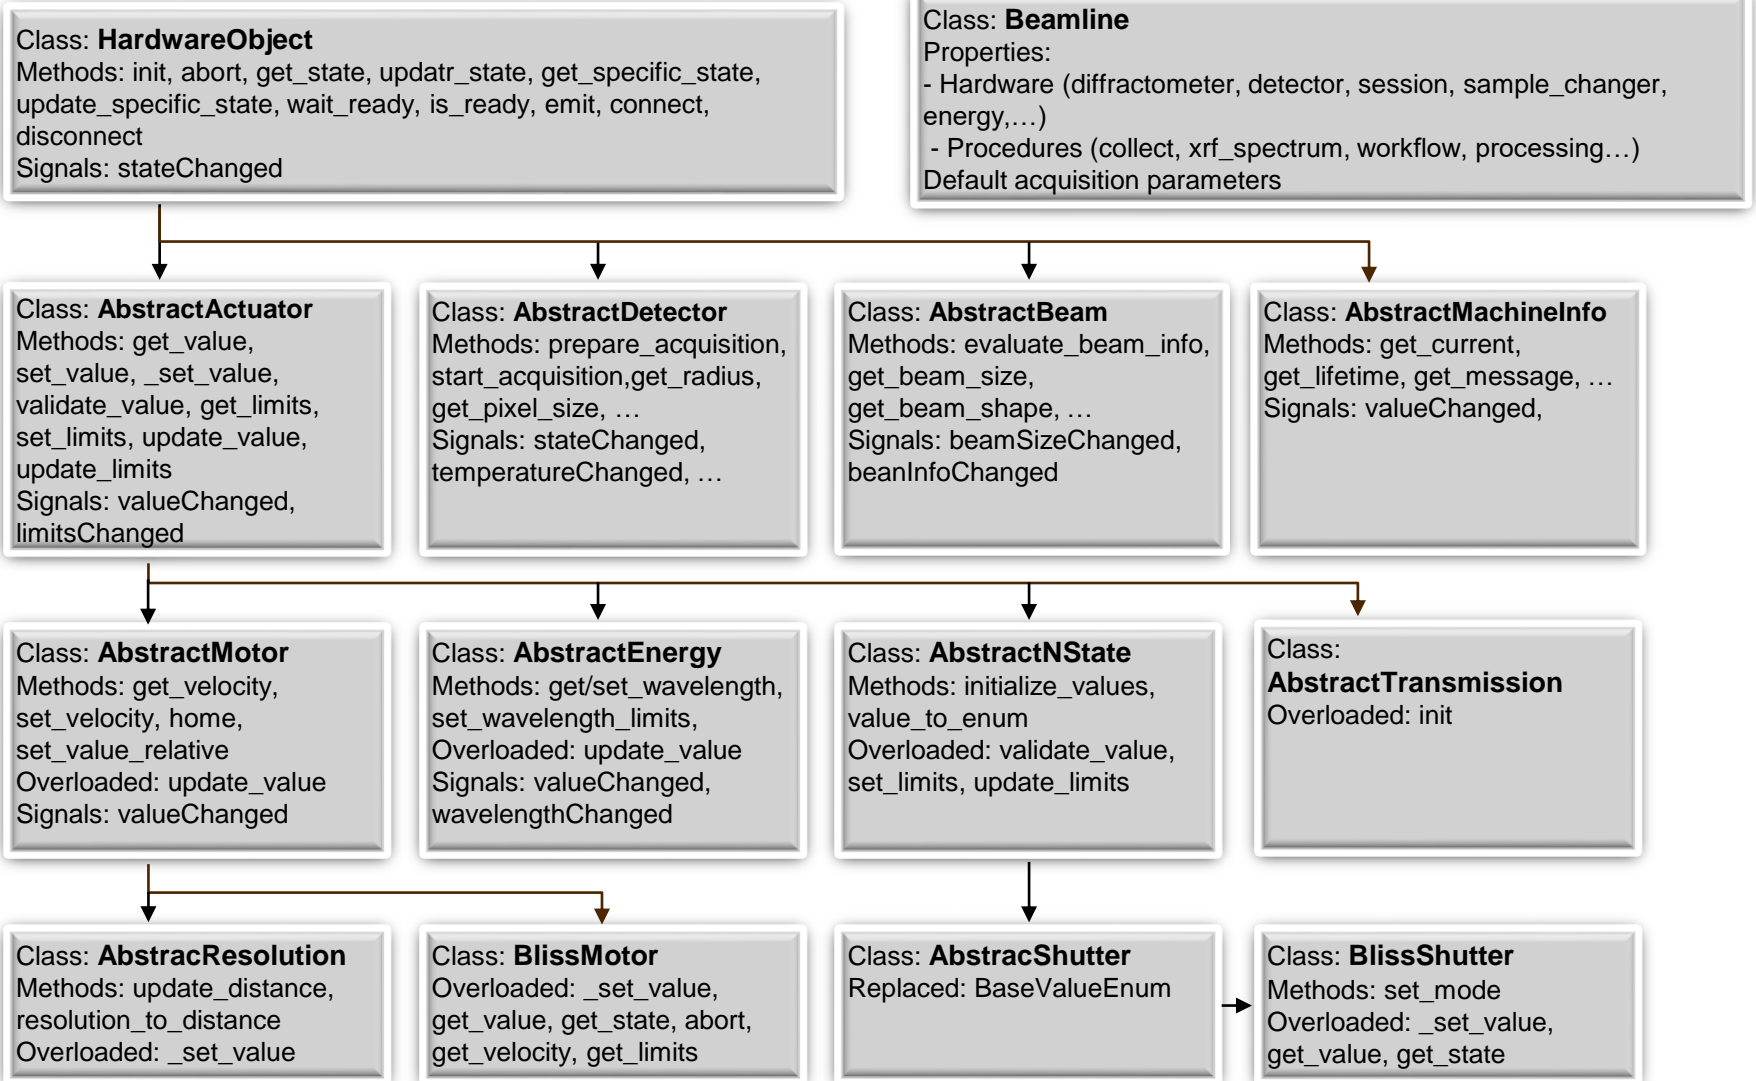 Class: HardwareObject
Methods: init, abort, get_state, updatr_state, get_specific_state,
update_specific_state, wait_ready, is_ready, emit, connect,
disconnect
Signals: stateChanged
Class: Beamline
Properties:
- Hardware (diffractometer, detector, session, sample_changer,
energy,…)
- Procedures (collect, xrf_spectrum, workflow, processing…)
Default acquisition parameters
Class: AbstractActuator
Methods: get_value,
set_value, _set_value,
validate_value, get_limits,
set_limits, update_value,
update_limits
Signals: valueChanged,
limitsChanged
Class: AbstractDetector
Methods: prepare_acquisition,
start_acquisition,get_radius,
get_pixel_size, …
Signals: stateChanged,
temperatureChanged, …
Class: AbstractBeam
Methods: evaluate_beam_info,
get_beam_size,
get_beam_shape, …
Signals: beamSizeChanged,
beanInfoChanged
Class: AbstractMachineInfo
Methods: get_current,
get_lifetime, get_message, …
Signals: valueChanged,
Class: AbstractMotor
Methods: get_velocity,
set_velocity, home,
set_value_relative
Overloaded: update_value
Signals: valueChanged
Class: AbstractEnergy
Methods: get/set_wavelength,
set_wavelength_limits,
Overloaded: update_value
Signals: valueChanged,
wavelengthChanged
Class: AbstractNState
Methods: initialize_values,
value_to_enum
Overloaded: validate_value,
set_limits, update_limits
Class:
AbstractTransmission
Overloaded: init
Class: AbstracResolution
Methods: update_distance,
resolution_to_distance
Overloaded: _set_value
Class: BlissMotor
Overloaded: _set_value,
get_value, get_state, abort,
get_velocity, get_limits
Class: AbstracShutter
Replaced: BaseValueEnum
Class: BlissShutter
Methods: set_mode
Overloaded: _set_value,
get_value, get_state